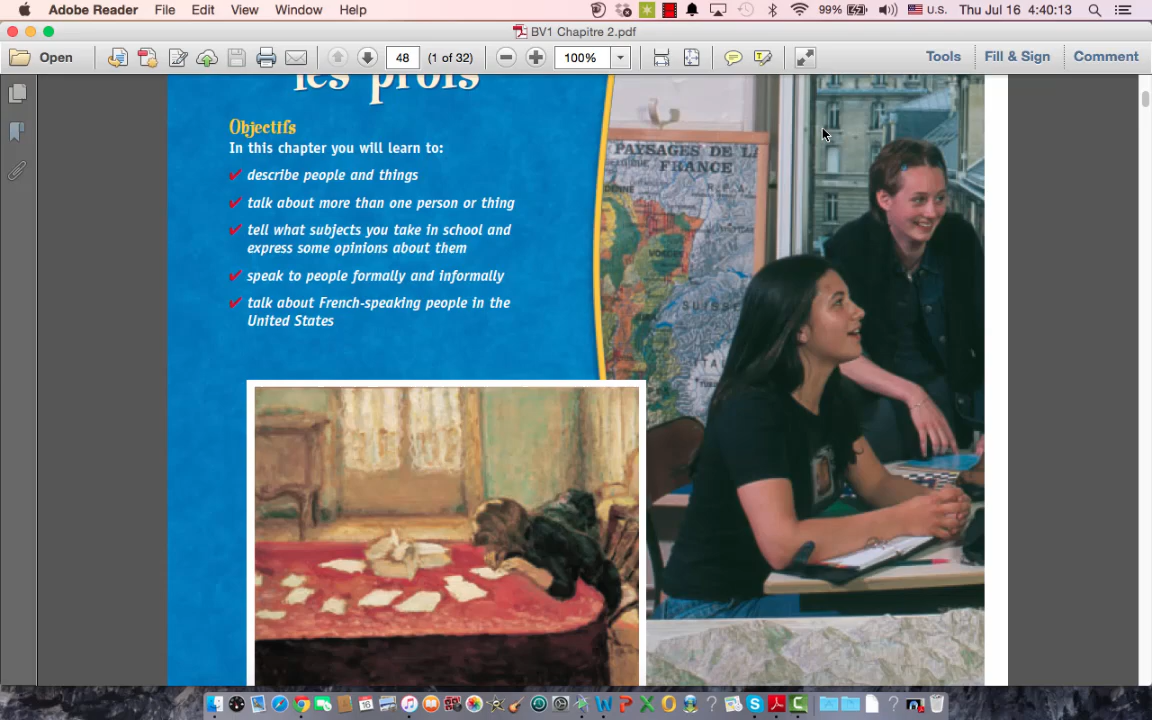 Adobe Reader File Edit View Window Help 99% U.S. Thu Jul 16 4:40:13
BV1 Chapitre 2.pdf
Open 48 (1 of 32) 100% Tools Fill & Sign Comment
les profs
Objectifs
In this chapter you will learn to:
✔ describe people and things
✔ talk about more than one person or thing
✔ tell what subjects you take in school and
express some opinions about them
✔ speak to people formally and informally
✔ talk about French-speaking people in the
United States
PAYSAGES DE LA
FRANCE
SUISSE